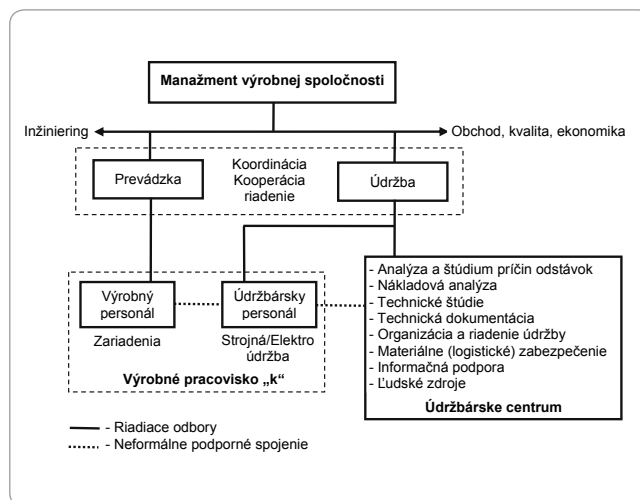 Manažment výrobnej spoločnosti
Inžiniering
Obchod, kvalita, ekonomika
Prevádzka
Koordinácia
Kooperácia
riadenie
Údržba
Výrobný
personál
Zariadenia
Údržbársky
personál
Strojná/Elektro
údržba
Výrobné pracovisko „k“
- Analýza a štúdium príčin odstávok
- Nákladová analýza
- Technické štúdie
- Technická dokumentácia
- Organizácia a riadenie údržby
- Materiálne (logistické) zabezpečenie
- Informačná podpora
- Ľudské zdroje
Údržbárske centrum
- Riadiace odbory
- Neformálne podporné spojenie